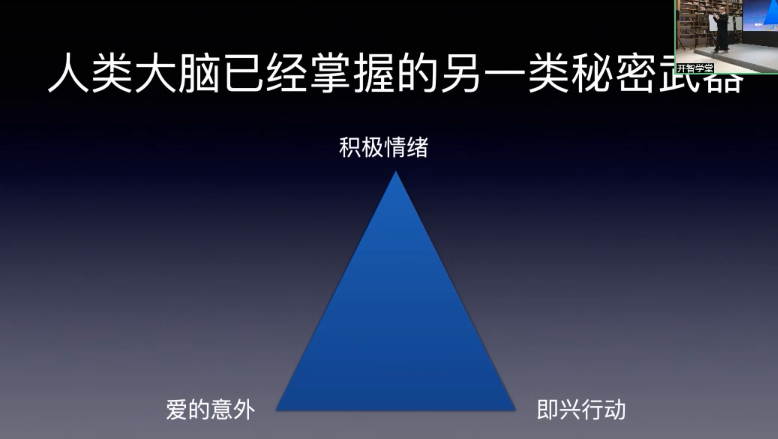 人类大脑已经掌握的另一类秘密武器
开智学堂
积极情绪
爱的意外
即兴行动